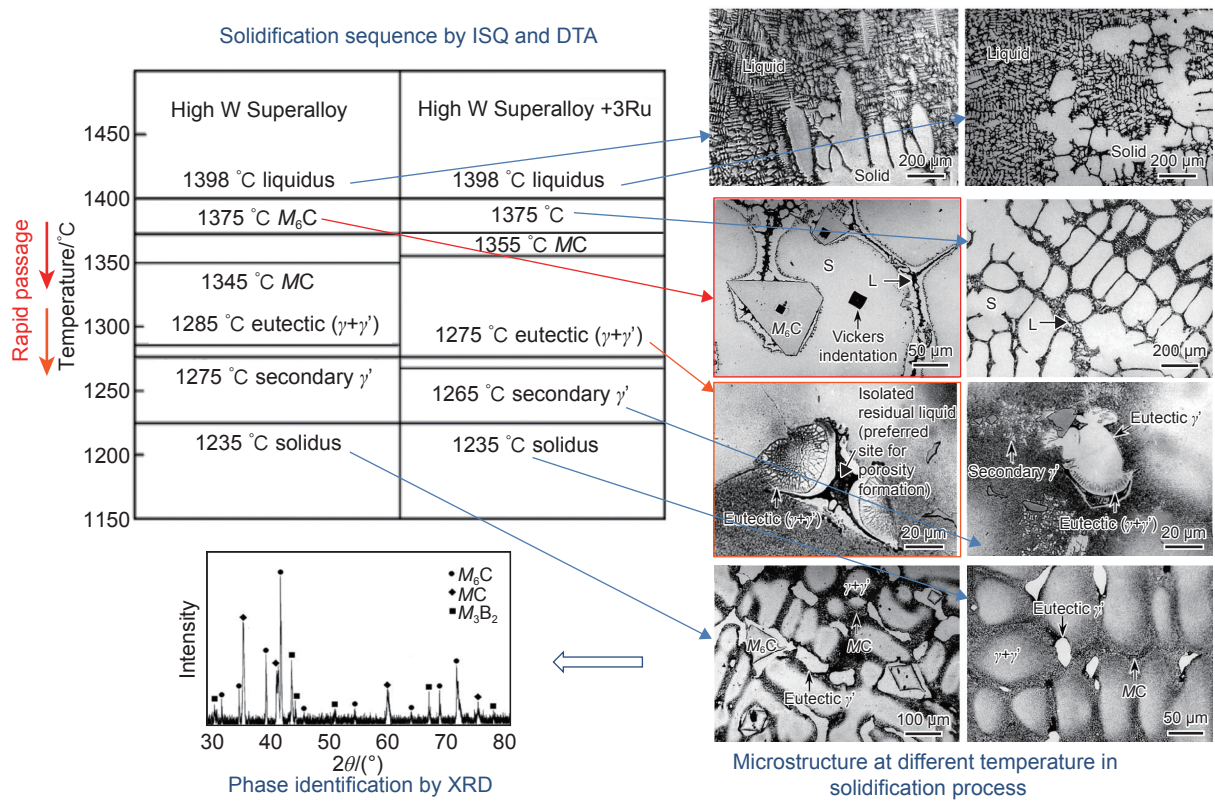 Solidification sequence by ISQ and DTA
High W Superalloy
High W Superalloy +3Ru
1450
1400
1350
1300
1250
1200
1150
Temperature/°C
Rapid passage
1398 °C liquidus
1398 °C liquidus
1375 °C M₆C
1375 °C
1355 °C MC
1345 °C MC
1285 °C eutectic (γ+γ')
1275 °C eutectic (γ+γ')
1275 °C secondary γ'
1265 °C secondary γ'
1235 °C solidus
1235 °C solidus
Liquid
Solid
200 μm
Liquid
Solid
200 μm
S
L
M₆C
Vickers
indentation
50 μm
S
L
200 μm
Isolated
residual liquid
(preferred
site for
porosity
formation)
Eutectic (γ+γ')
20 μm
Eutectic γ'
Secondary γ'
Eutectic (γ+γ')
20 μm
γ+γ'
M₆C
MC
Eutectic γ'
100 μm
Eutectic γ'
γ+γ'
MC
50 μm
Intensity
M₆C
MC
M₃B₂
30 40 50 60 70 80
2θ/(°)
Phase identification by XRD
Microstructure at different temperature in
solidification process